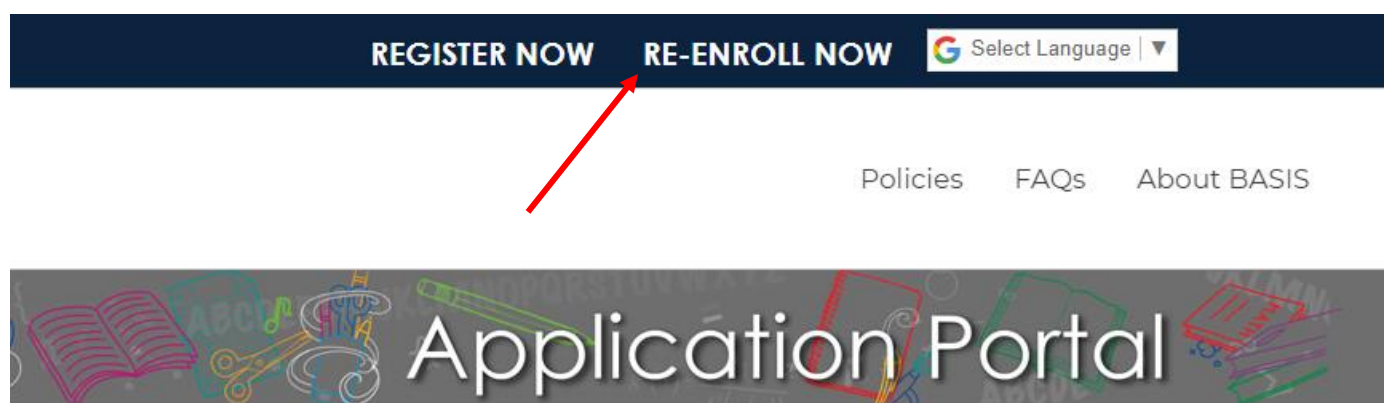 REGISTER NOW RE-ENROLL NOW Select Language ▼
Policies FAQs About BASIS
Application Portal